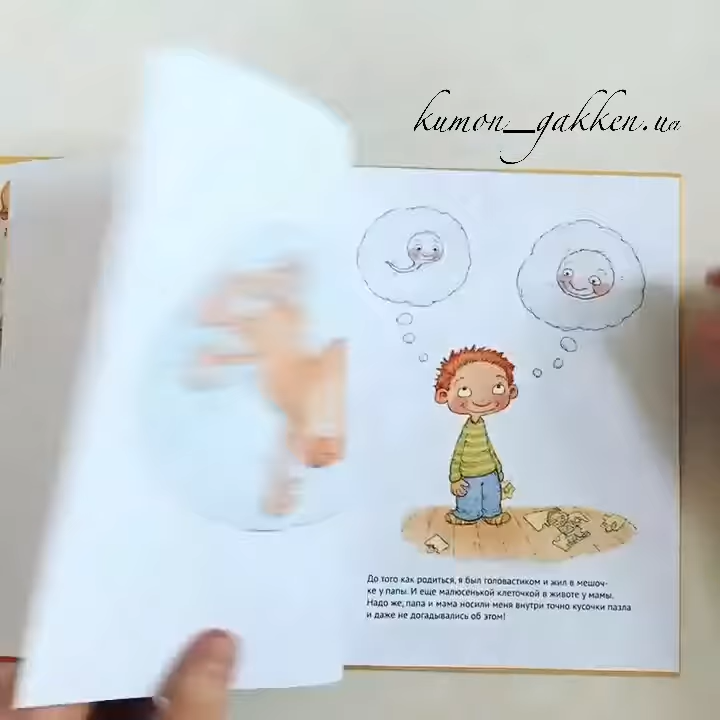 kumon_gakken.ua
До того как родиться, я был головастиком и жил в мешоч-
ке у папы. И еще малюсенькой клеточкой в животе у мамы.
Надо же, папа и мама носили меня внутри точно кусочки пазла
и даже не догадывались об этом!